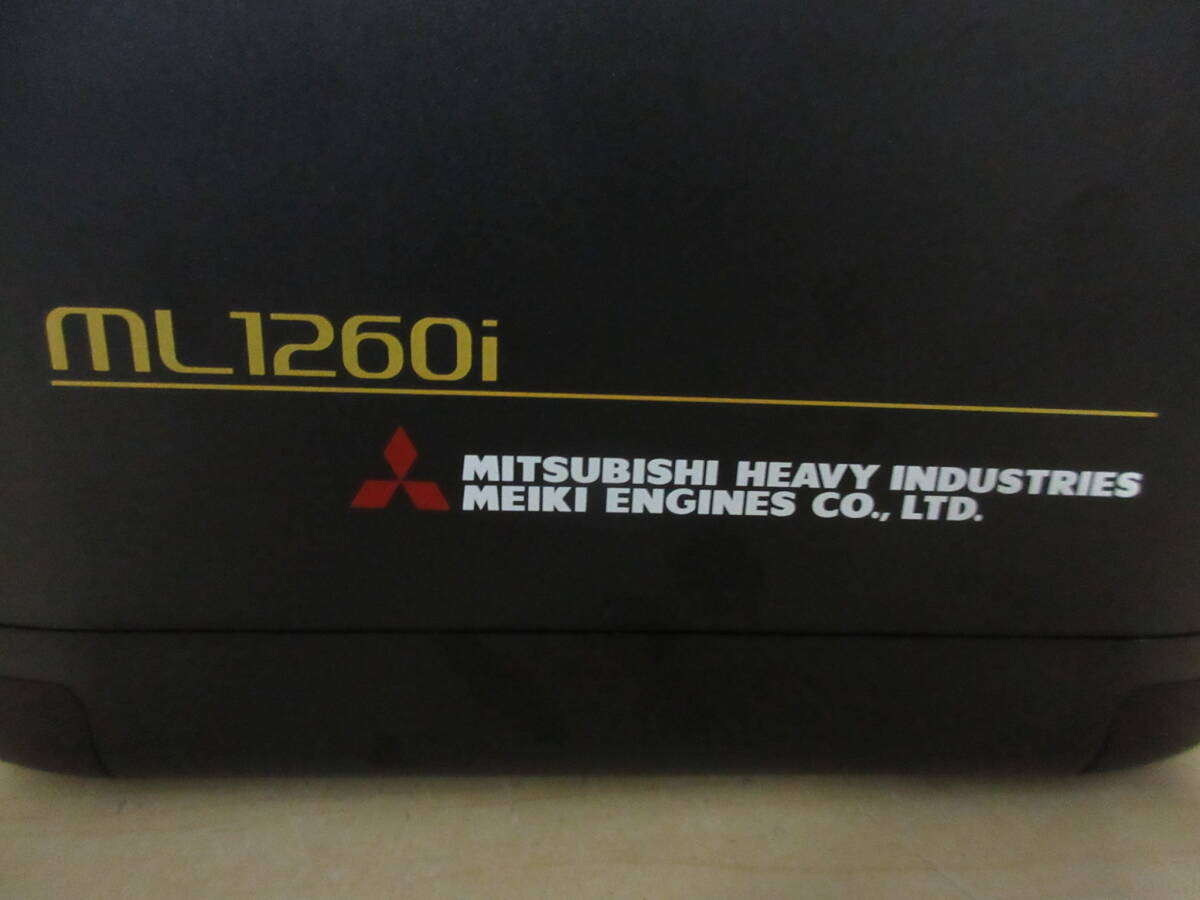 ML1260i
MITSUBISHI HEAVY INDUSTRIES
MEIKI ENGINES CO., LTD.